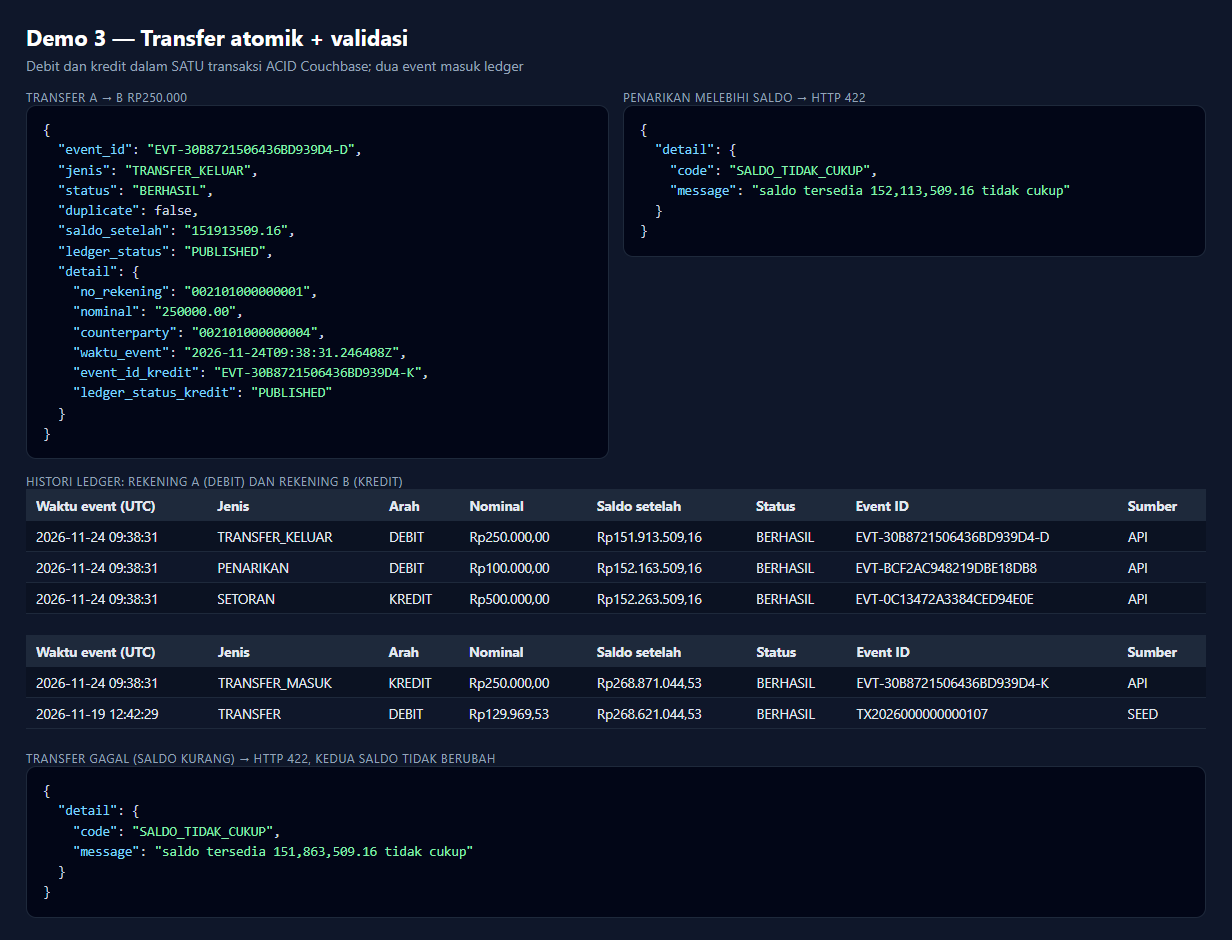 Demo 3 — Transfer atomik + validasi
Debit dan kredit dalam SATU transaksi ACID Couchbase; dua event masuk ledger
TRANSFER A → B RP250.000
{
"event_id": "EVT-30B8721506436BD939D4-D",
"jenis": "TRANSFER_KELUAR",
"status": "BERHASIL",
"duplicate": false,
"saldo_setelah": "151913509.16",
"ledger_status": "PUBLISHED",
"detail": {
"no_rekening": "002101000000001",
"nominal": "250000.00",
"counterparty": "002101000000004",
"waktu_event": "2026-11-24T09:38:31.246408Z",
"event_id_kredit": "EVT-30B8721506436BD939D4-K",
"ledger_status_kredit": "PUBLISHED"
}
}
PENARIKAN MELEBIHI SALDO → HTTP 422
{
"detail": {
"code": "SALDO_TIDAK_CUKUP",
"message": "saldo tersedia 152,113,509.16 tidak cukup"
}
}
HISTORI LEDGER: REKENING A (DEBIT) DAN REKENING B (KREDIT)
Waktu event (UTC) Jenis Arah Nominal Saldo setelah Status Event ID Sumber
2026-11-24 09:38:31 TRANSFER_KELUAR DEBIT Rp250.000,00 Rp151.913.509,16 BERHASIL EVT-30B8721506436BD939D4-D API
2026-11-24 09:38:31 PENARIKAN DEBIT Rp100.000,00 Rp152.163.509,16 BERHASIL EVT-BCF2AC948219DBE18DB8 API
2026-11-24 09:38:31 SETORAN KREDIT Rp500.000,00 Rp152.263.509,16 BERHASIL EVT-0C13472A3384CED94E0E API
Waktu event (UTC) Jenis Arah Nominal Saldo setelah Status Event ID Sumber
2026-11-24 09:38:31 TRANSFER_MASUK KREDIT Rp250.000,00 Rp268.871.044,53 BERHASIL EVT-30B8721506436BD939D4-K API
2026-11-19 12:42:29 TRANSFER DEBIT Rp129.969,53 Rp268.621.044,53 BERHASIL TX2026000000000107 SEED
TRANSFER GAGAL (SALDO KURANG) → HTTP 422, KEDUA SALDO TIDAK BERUBAH
{
"detail": {
"code": "SALDO_TIDAK_CUKUP",
"message": "saldo tersedia 151,863,509.16 tidak cukup"
}
}